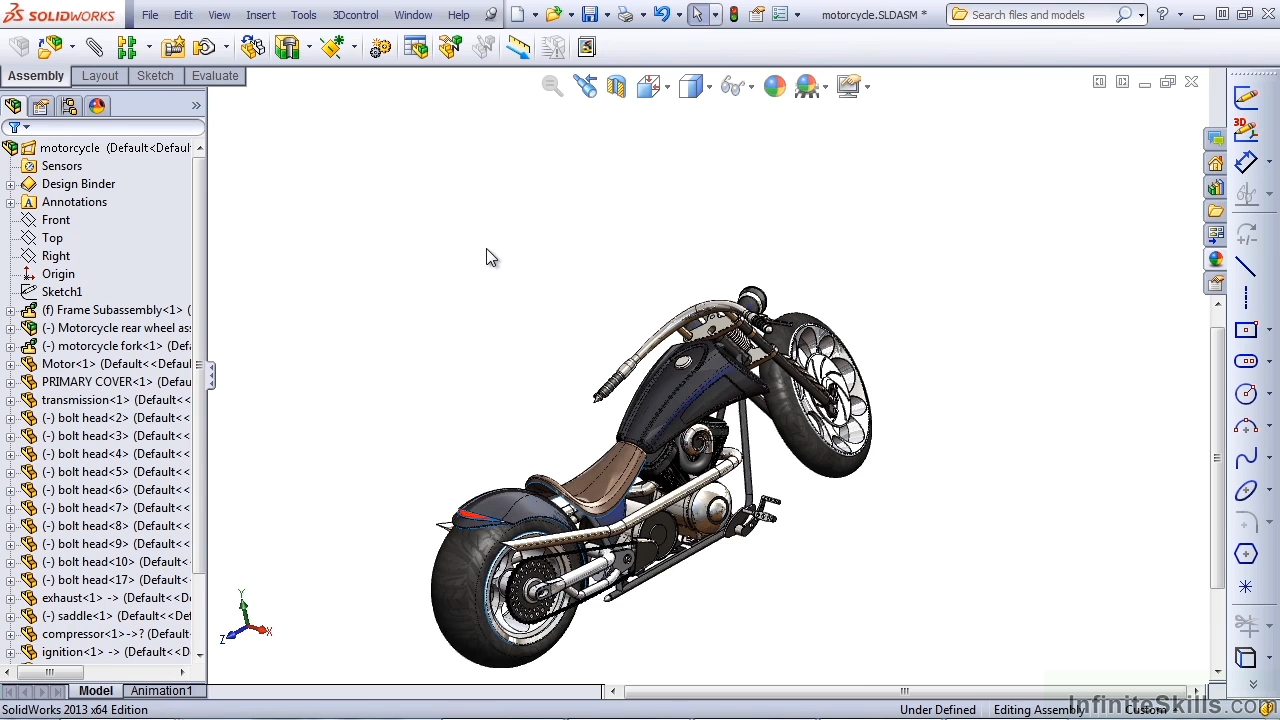 SOLIDWORKS File Edit View Insert Tools 3Dcontrol Window Help motorcycle.SLDASM * Search files and models
Assembly Layout Sketch Evaluate
motorcycle (Default<Defaul
Sensors
Design Binder
Annotations
Front
Top
Right
Origin
Sketch1
(f) Frame Subassembly<1> (
(-) Motorcycle rear wheel ass
(-) motorcycle fork<1> (Defa
Motor<1> (Default<<Default
PRIMARY COVER<1> (Defau
transmission<1> (Default<<
(-) bolt head<2> (Default<<
(-) bolt head<3> (Default<<
(-) bolt head<4> (Default<<
(-) bolt head<5> (Default<<
(-) bolt head<6> (Default<<
(-) bolt head<7> (Default<<
(-) bolt head<8> (Default<<
(-) bolt head<9> (Default<<
(-) bolt head<10> (Default<
(-) bolt head<17> (Default<
exhaust<1> -> (Default<<D
(-) saddle<1> (Default<<Def
compressor<1>->? (Default
ignition<1> -> (Default<<D
Y
Z X
Model Animation1
InfiniteSkills.com
SolidWorks 2013 x64 Edition Under Defined Editing Assembly Custom